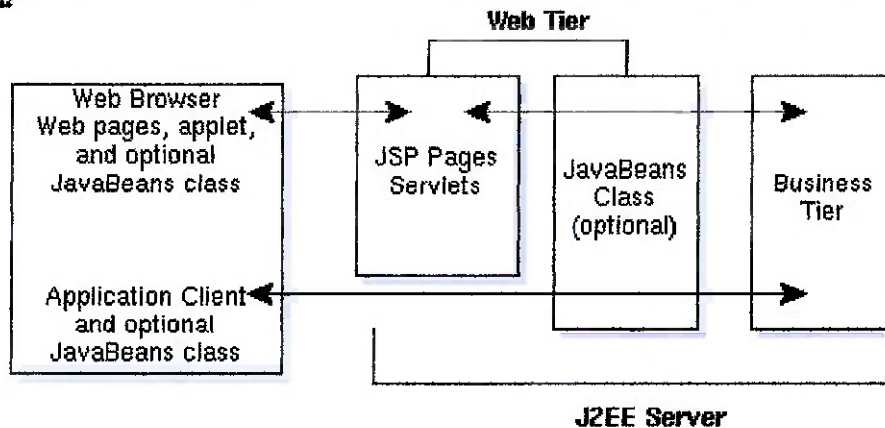 Web Tier
Web Browser
Web pages, applet,
and optional
JavaBeans class
Application Client
and optional
JavaBeans class
JSP Pages
Servlets
JavaBeans
Class
(optional)
Business
Tier
J2EE Server